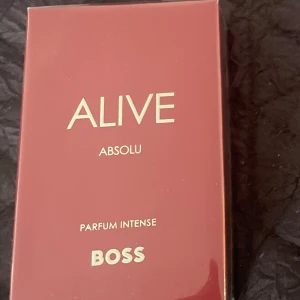 ALIVE
ABSOLU
PARFUM INTENSE
BOSS